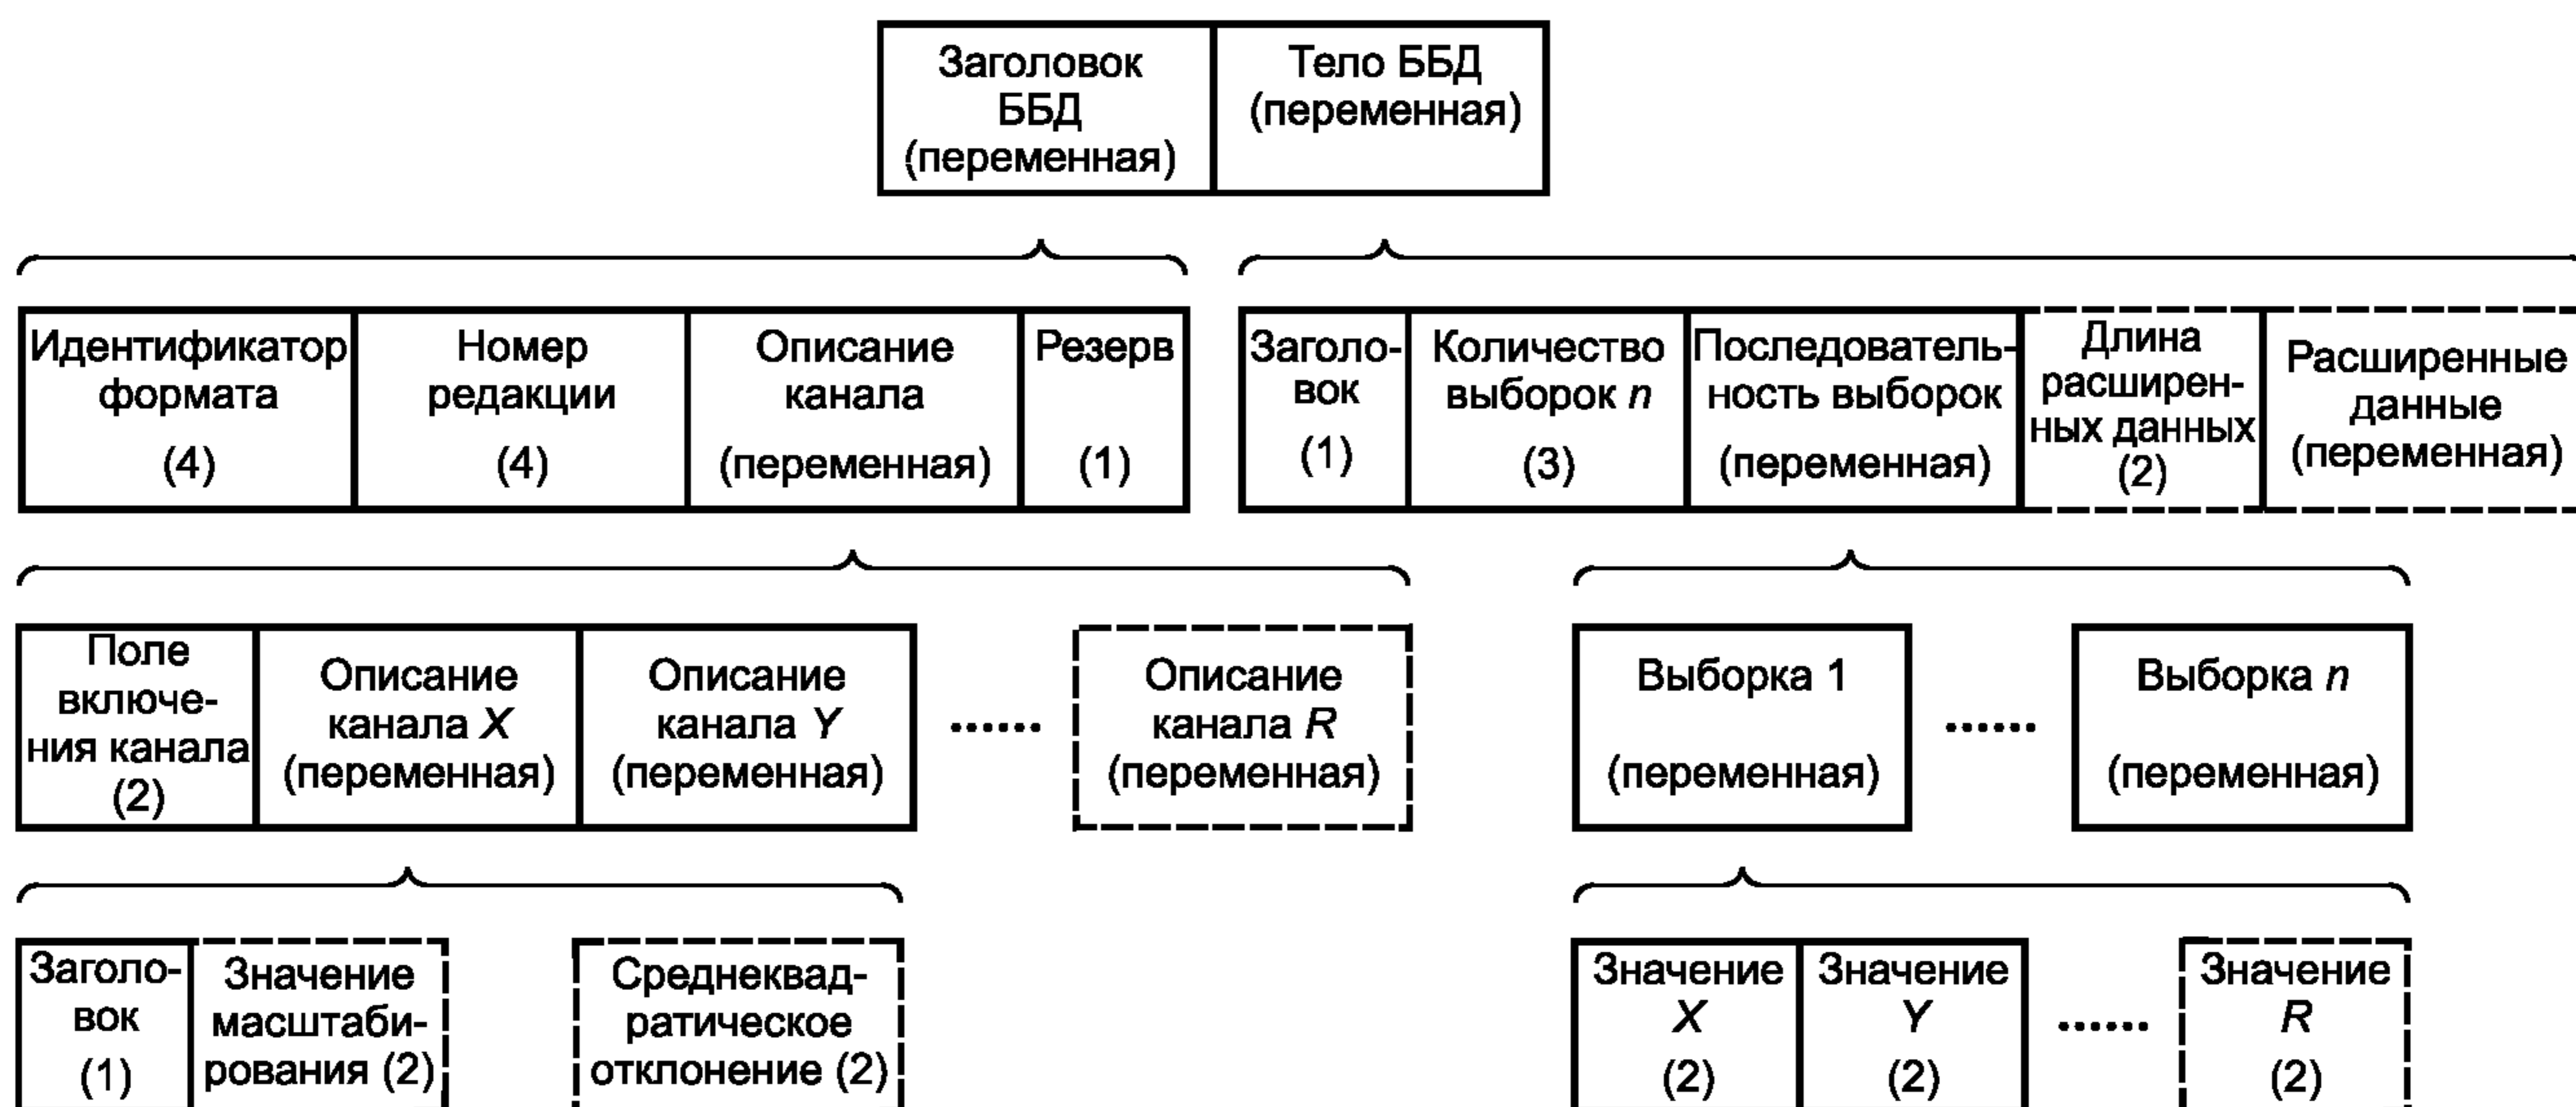 Заголовок
ББД
(переменная)
Тело ББД
(переменная)
Идентификатор
формата
(4)
Номер
редакции
(4)
Описание
канала
(переменная)
Резерв
(1)
Заголо-
вок
(1)
Количество
выборок n
(3)
Последователь-
ность выборок
(переменная)
Длина
расширен-
ных данных
(2)
Расширенные
данные
(переменная)
Поле
включе-
ния канала
(2)
Описание
канала X
(переменная)
Описание
канала Y
(переменная)
......
Описание
канала R
(переменная)
Выборка 1
(переменная)
......
Выборка n
(переменная)
Заголо-
вок
(1)
Значение
масштаби-
рования (2)
Среднеквад-
ратическое
отклонение (2)
Значение
X
(2)
Значение
Y
(2)
......
Значение
R
(2)